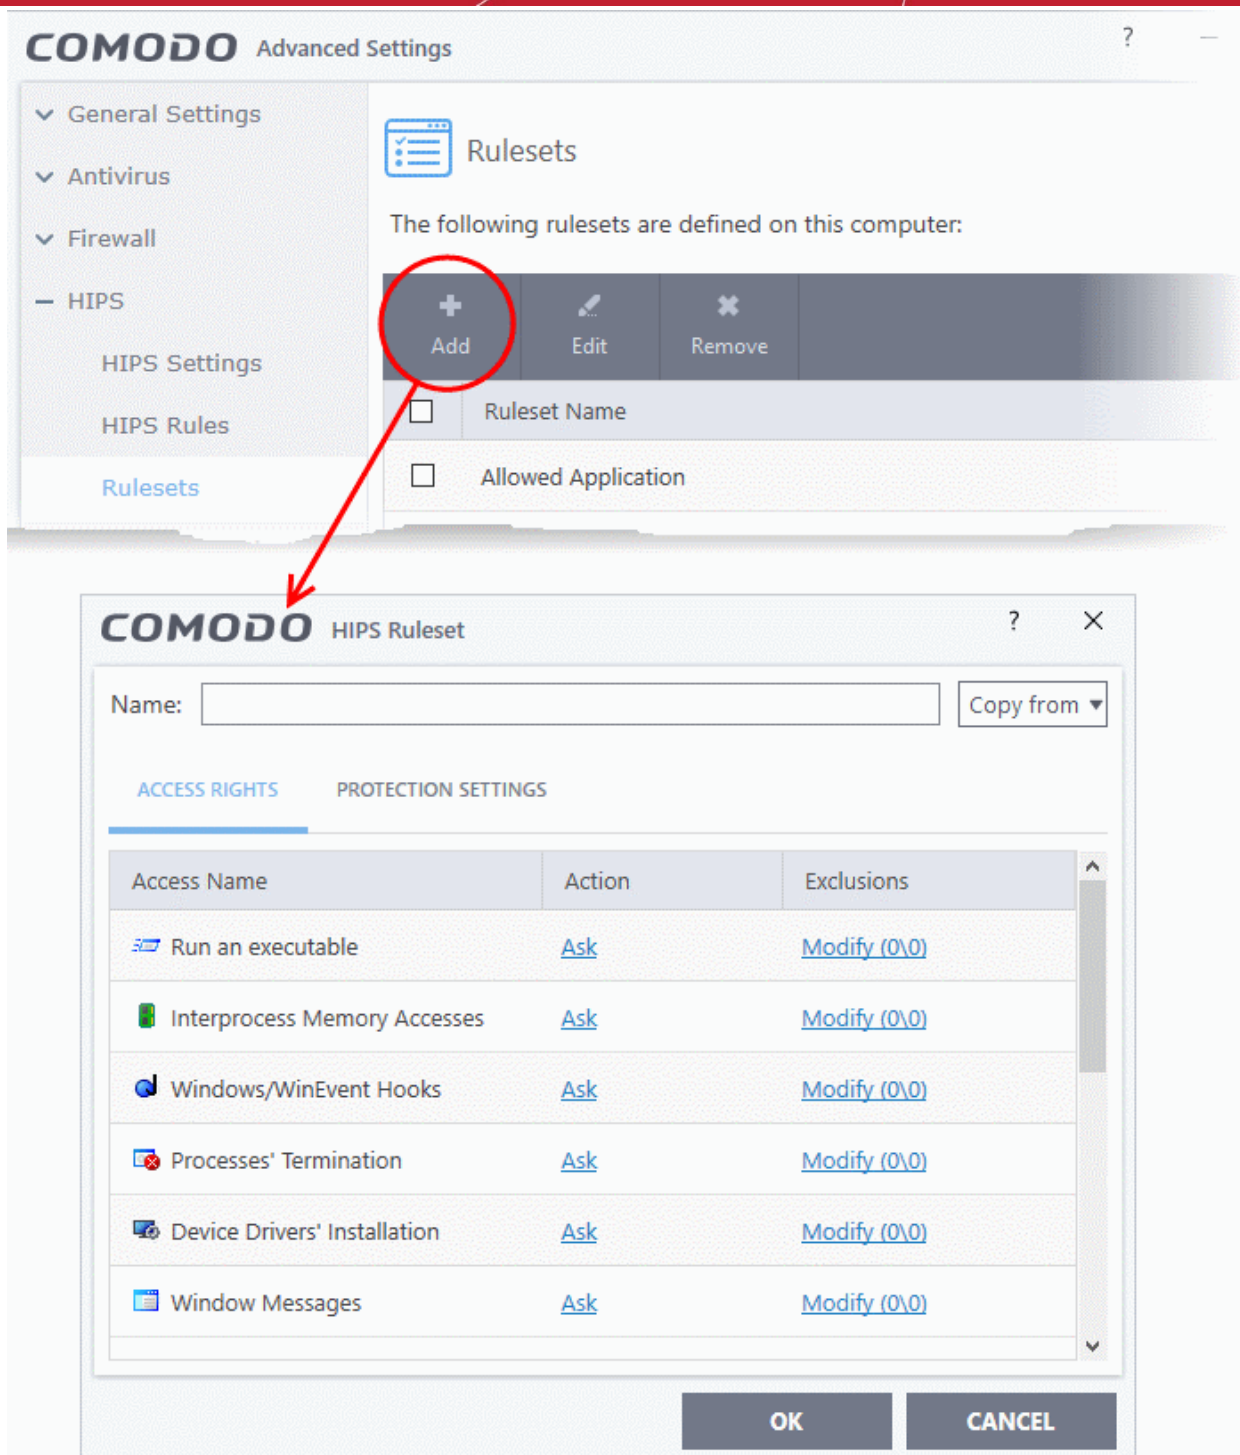 COMODO Advanced Settings ?
General Settings
Antivirus
Firewall
HIPS
HIPS Settings
HIPS Rules
Rulesets
Rulesets
The following rulesets are defined on this computer:
Add Edit Remove
Ruleset Name
Allowed Application
COMODO HIPS Ruleset ?
Name: Copy from
ACCESS RIGHTS PROTECTION SETTINGS
Access Name Action Exclusions
Run an executable Ask Modify (0\0)
Interprocess Memory Accesses Ask Modify (0\0)
Windows/WinEvent Hooks Ask Modify (0\0)
Processes' Termination Ask Modify (0\0)
Device Drivers' Installation Ask Modify (0\0)
Window Messages Ask Modify (0\0)
OK CANCEL